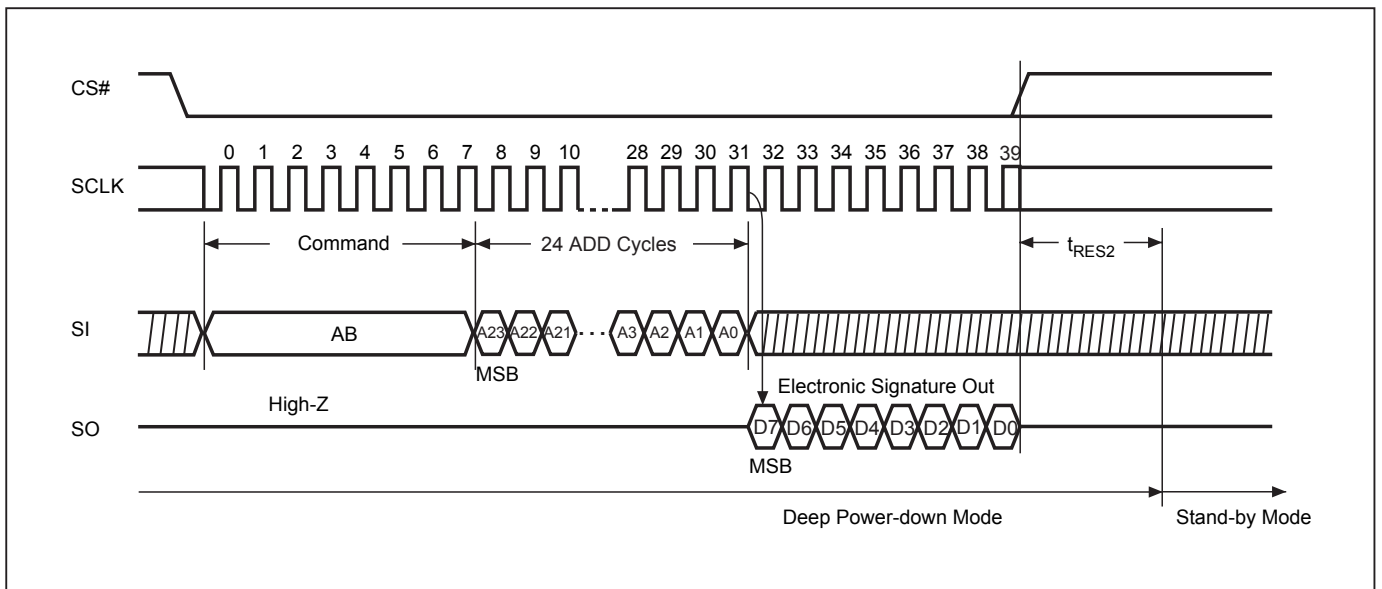 CS#
0 1 2 3 4 5 6 7 8 9 10 28 29 30 31 32 33 34 35 36 37 38 39
SCLK
Command 24 ADD Cycles tRES2
SI AB A23 A22 A21 A3 A2 A1 A0
MSB
Electronic Signature Out
High-Z
SO D7 D6 D5 D4 D3 D2 D1 D0
MSB
Deep Power-down Mode Stand-by Mode